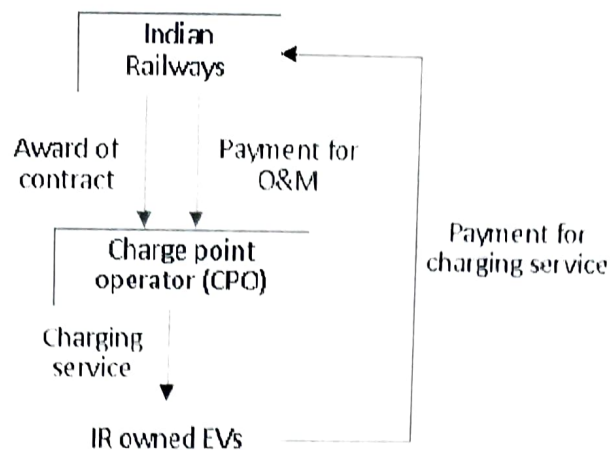 Indian
Railways
Award of
contract
Payment for
O&M
Payment for
charging service
Charge point
operator (CPO)
Charging
service
IR owned EVs